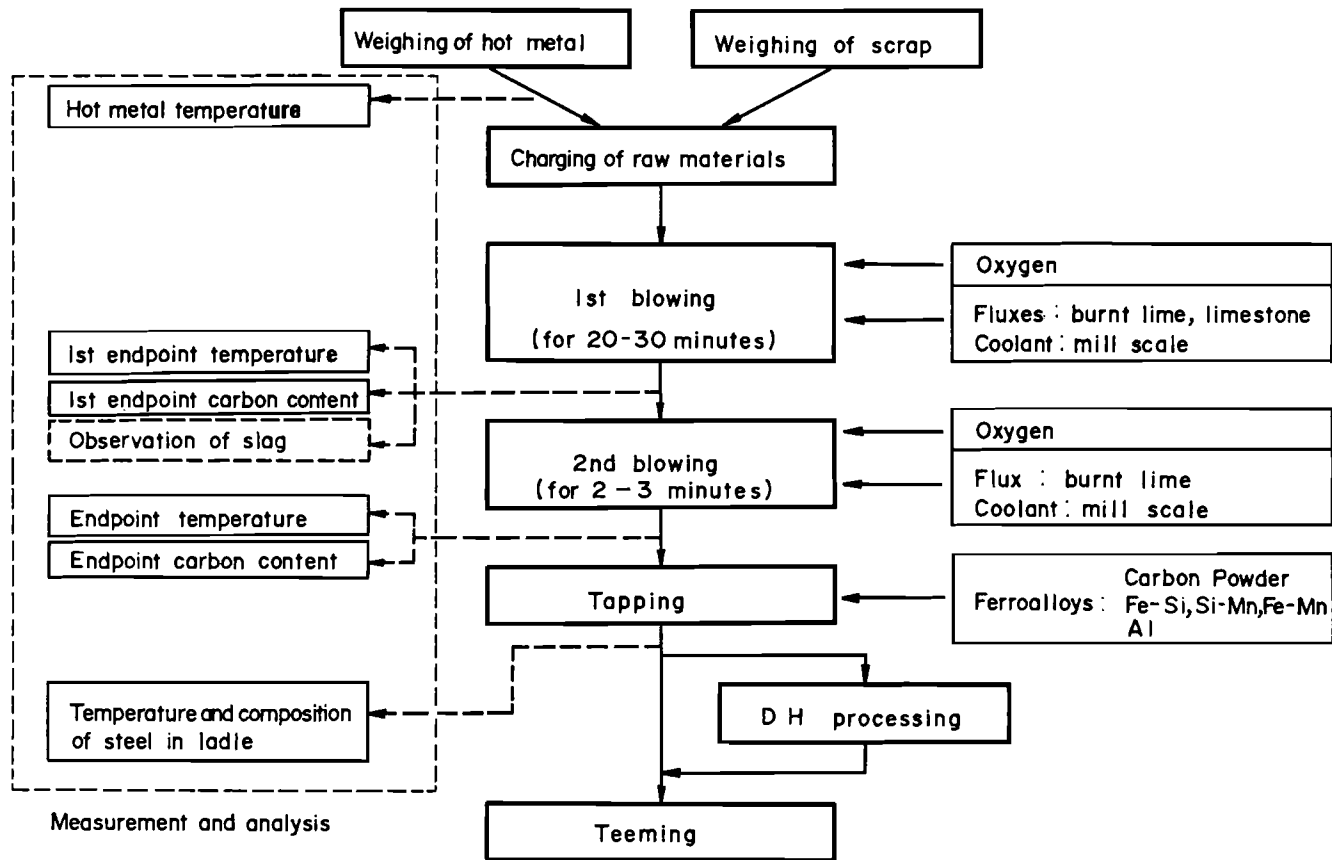 Weighing of hot metal
Weighing of scrap
Hot metal temperature
Charging of raw materials
1st blowing
(for 20-30 minutes)
Oxygen
Fluxes : burnt lime, limestone
Coolant : mill scale
1st endpoint temperature
1st endpoint carbon content
Observation of slag
2nd blowing
(for 2 – 3 minutes)
Oxygen
Flux : burnt lime
Coolant : mill scale
Endpoint temperature
Endpoint carbon content
Tapping
Carbon Powder
Ferroalloys : Fe-Si, Si-Mn, Fe-Mn
Al
Temperature and composition
of steel in ladle
DH processing
Measurement and analysis
Teeming